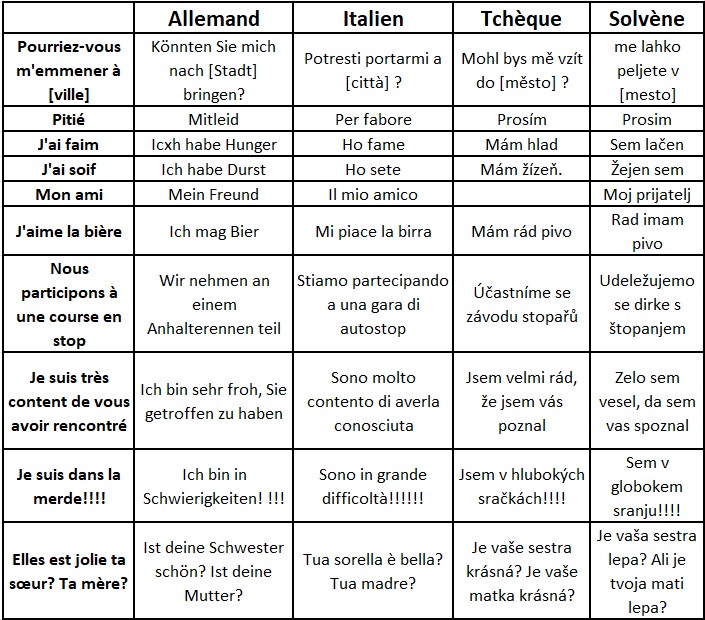 Allemand Italien Tchèque Solvène
Pourriez-vous
m'emmener à
[ville]
Könnten Sie mich
nach [Stadt]
bringen?
Potresti portarmi a
[città] ?
Mohl bys mě vzít
do [město] ?
me lahko
peljete v
[mesto]
Pitié Mitleid Per fabore Prosím Prosim
J'ai faim Icxh habe Hunger Ho fame Mám hlad Sem lačen
J'ai soif Ich habe Durst Ho sete Mám žízeň. Žejen sem
Mon ami Mein Freund Il mio amico Moj prijatelj
J'aime la bière Ich mag Bier Mi piace la birra Mám rád pivo
Rad imam
pivo
Nous
participons à
une course en
stop
Wir nehmen an
einem
Anhalterennen teil
Stiamo partecipando
a una gara di
autostop
Účastníme se
závodu stopařů
Udeležujemo
se dirke s
štopanjem
Je suis très
content de vous
avoir rencontré
Ich bin sehr froh, Sie
getroffen zu haben
Sono molto
contento di averla
conosciuta
Jsem velmi rád,
že jsem vás
poznal
Zelo sem
vesel, da sem
vas spoznal
Je suis dans la
merde!!!!
Ich bin in
Schwierigkeiten! !!!
Sono in grande
difficoltà!!!!!!
Jsem v hlubokých
sračkách!!!!
Sem v
globokem
sranju!!!!
Elles est jolie ta
sœur? Ta mère?
Ist deine Schwester
schön? Ist deine
Mutter?
Tua sorella è bella?
Tua madre?
Je vaše sestra
krásná? Je vaše
matka krásná?
Je vaša sestra
lepa? Ali je
tvoja mati
lepa?